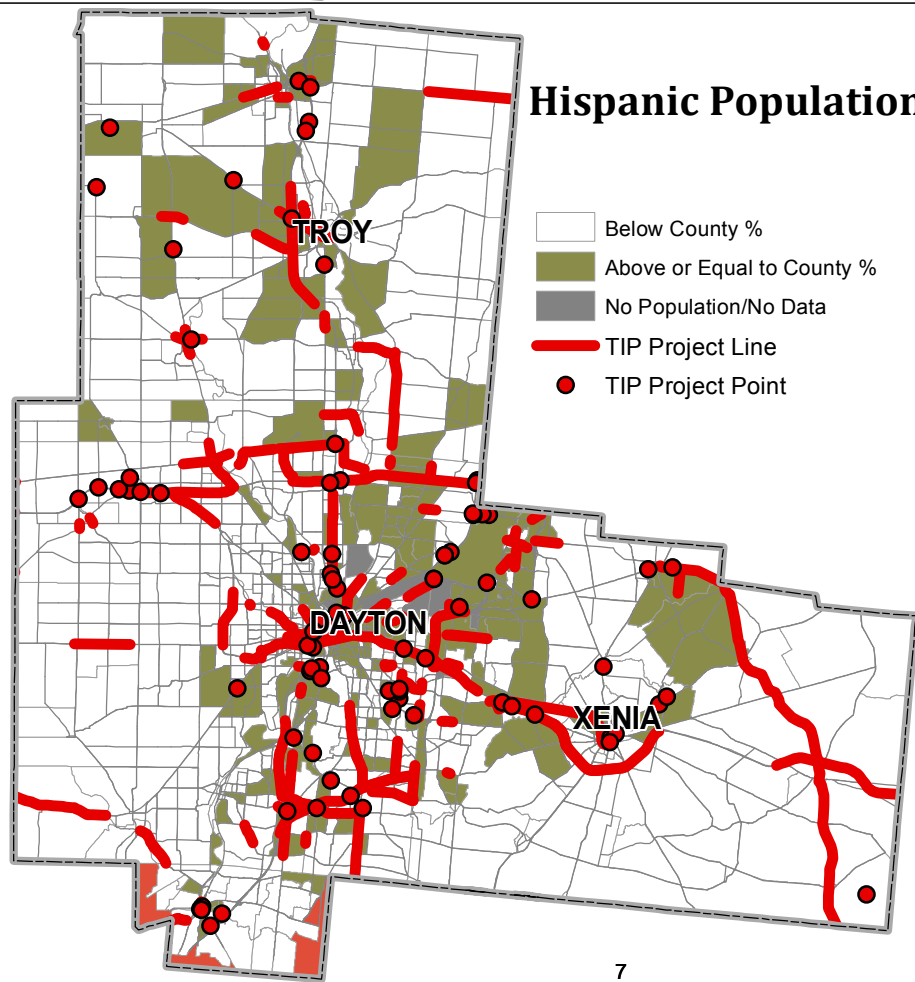 Hispanic Population
Below County %
Above or Equal to County %
No Population/No Data
TIP Project Line
TIP Project Point
TROY
DAYTON
XENIA
7